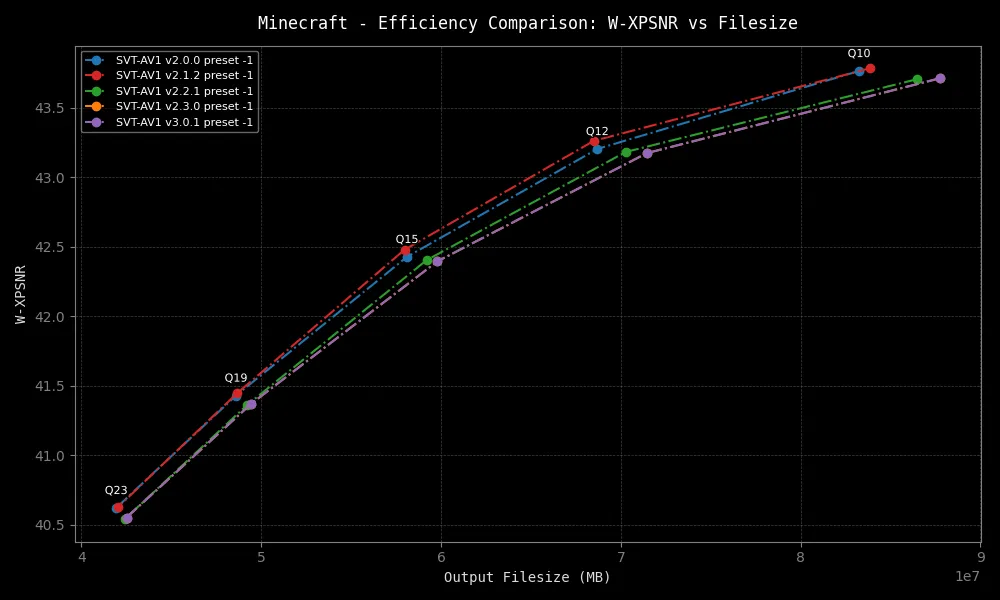 Minecraft - Efficiency Comparison: W-XPSNR vs Filesize
SVT-AV1 v2.0.0 preset -1
SVT-AV1 v2.1.2 preset -1
SVT-AV1 v2.2.1 preset -1
SVT-AV1 v2.3.0 preset -1
SVT-AV1 v3.0.1 preset -1
Q10
Q12
Q15
Q19
Q23
43.5
43.0
42.5
42.0
41.5
41.0
40.5
W-XPSNR
4 5 6 7 8 9
1e7
Output Filesize (MB)